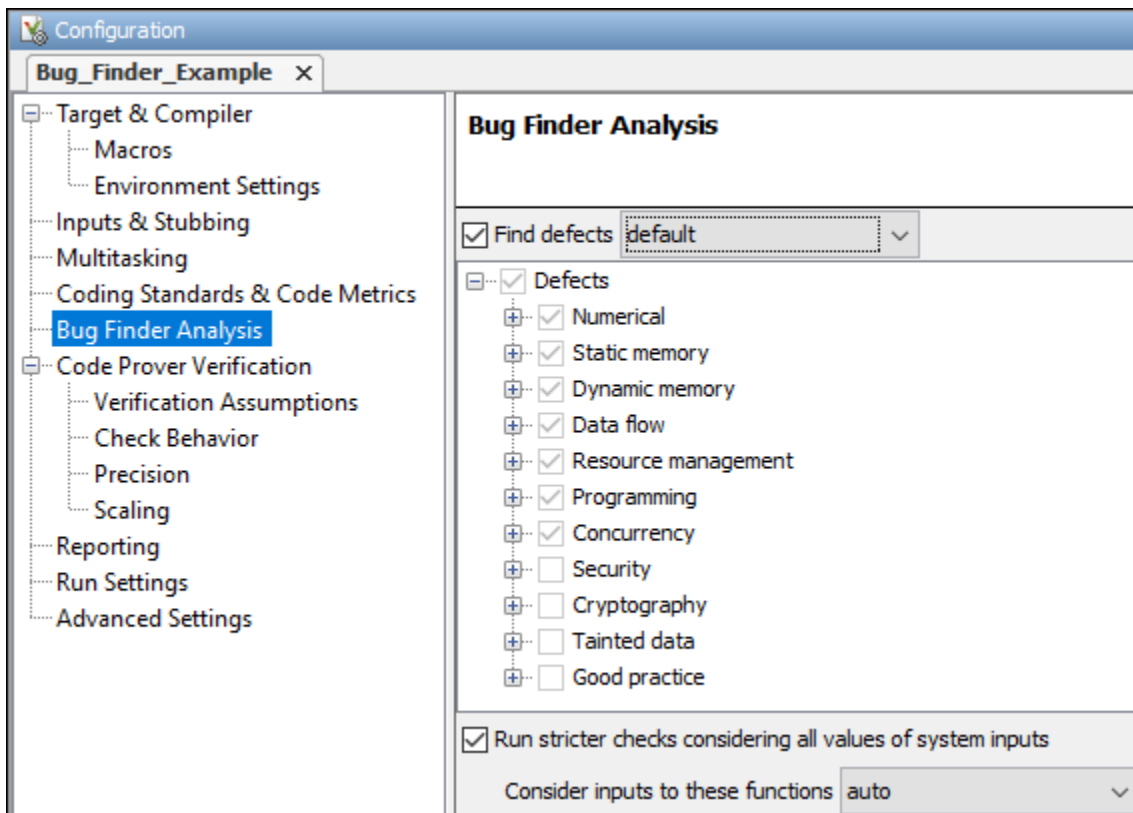 Configuration
Bug_Finder_Example
Target & Compiler
Macros
Environment Settings
Inputs & Stubbing
Multitasking
Coding Standards & Code Metrics
Bug Finder Analysis
Code Prover Verification
Verification Assumptions
Check Behavior
Precision
Scaling
Reporting
Run Settings
Advanced Settings
Bug Finder Analysis
Find defects default
Defects
Numerical
Static memory
Dynamic memory
Data flow
Resource management
Programming
Concurrency
Security
Cryptography
Tainted data
Good practice
Run stricter checks considering all values of system inputs
Consider inputs to these functions auto